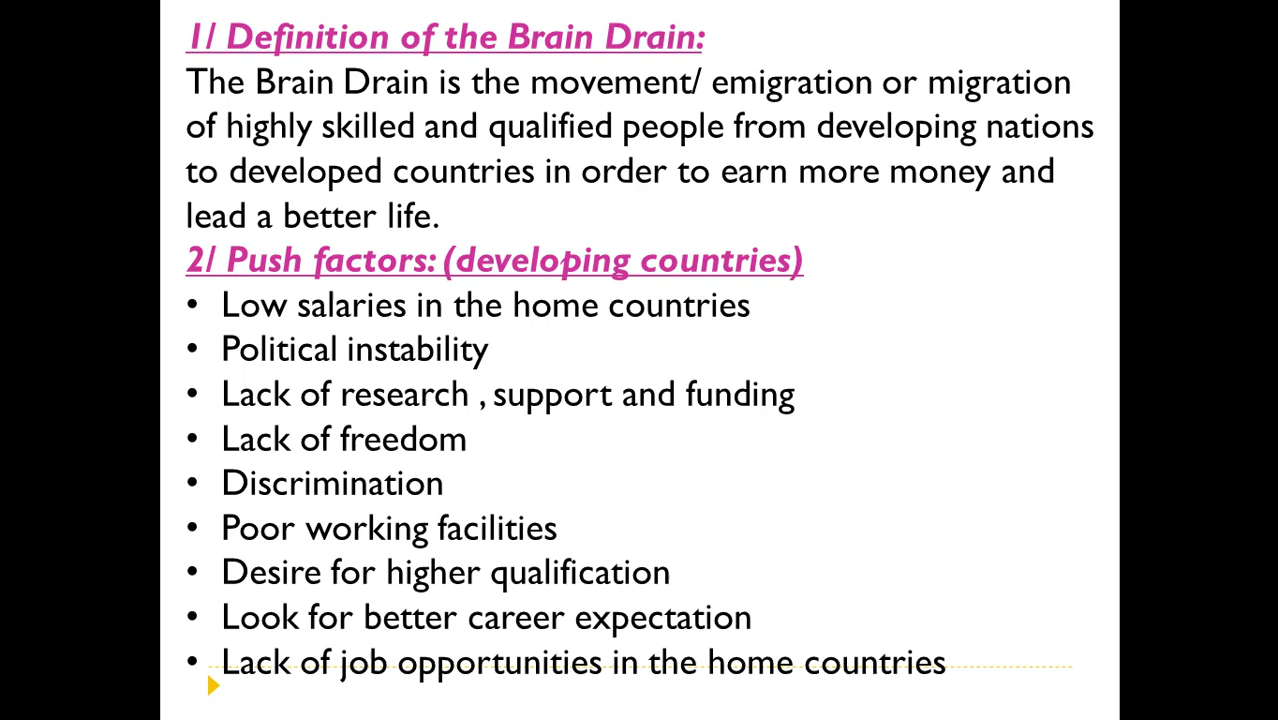 1/ Definition of the Brain Drain:
The Brain Drain is the movement/ emigration or migration
of highly skilled and qualified people from developing nations
to developed countries in order to earn more money and
lead a better life.
2/ Push factors: (developing countries)
• Low salaries in the home countries
• Political instability
• Lack of research , support and funding
• Lack of freedom
• Discrimination
• Poor working facilities
• Desire for higher qualification
• Look for better career expectation
• Lack of job opportunities in the home countries